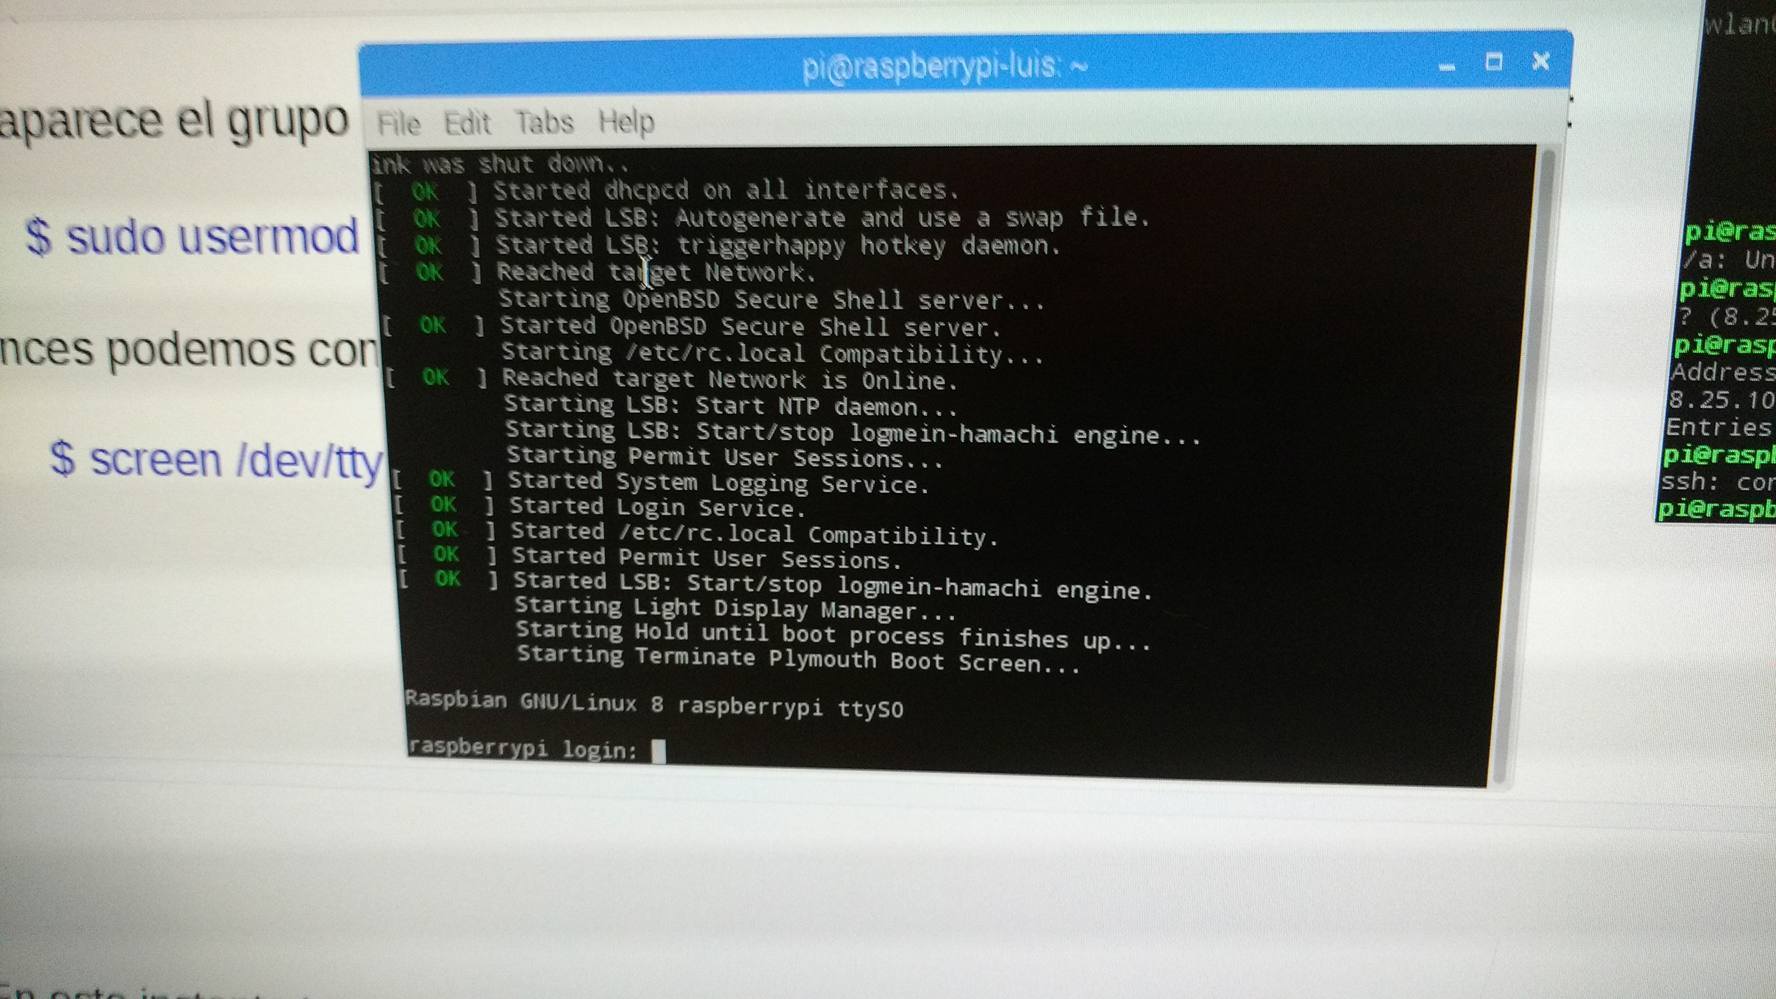 aparece el grupo
$ sudo usermod
nces podemos con
$ screen /dev/tty
pi@raspberrypi-luis: ~
File Edit Tabs Help
ink was shut down..
[ OK ] Started dhcpcd on all interfaces.
[ OK ] Started LSB: Autogenerate and use a swap file.
[ OK ] Started LSB: triggerhappy hotkey daemon.
[ OK ] Reached target Network.
Starting OpenBSD Secure Shell server...
[ OK ] Started OpenBSD Secure Shell server.
Starting /etc/rc.local Compatibility...
[ OK ] Reached target Network is Online.
Starting LSB: Start NTP daemon...
Starting LSB: Start/stop logmein-hamachi engine...
Starting Permit User Sessions...
[ OK ] Started System Logging Service.
[ OK ] Started Login Service.
[ OK ] Started /etc/rc.local Compatibility.
[ OK ] Started Permit User Sessions.
[ OK ] Started LSB: Start/stop logmein-hamachi engine.
Starting Light Display Manager...
Starting Hold until boot process finishes up...
Starting Terminate Plymouth Boot Screen...
Raspbian GNU/Linux 8 raspberrypi ttyS0
raspberrypi login:
wlan0
pi@ras
/a: Un
pi@rasp
? (8.25
pi@rasp
Address
8.25.10
Entries
pi@raspb
ssh: con
pi@raspb